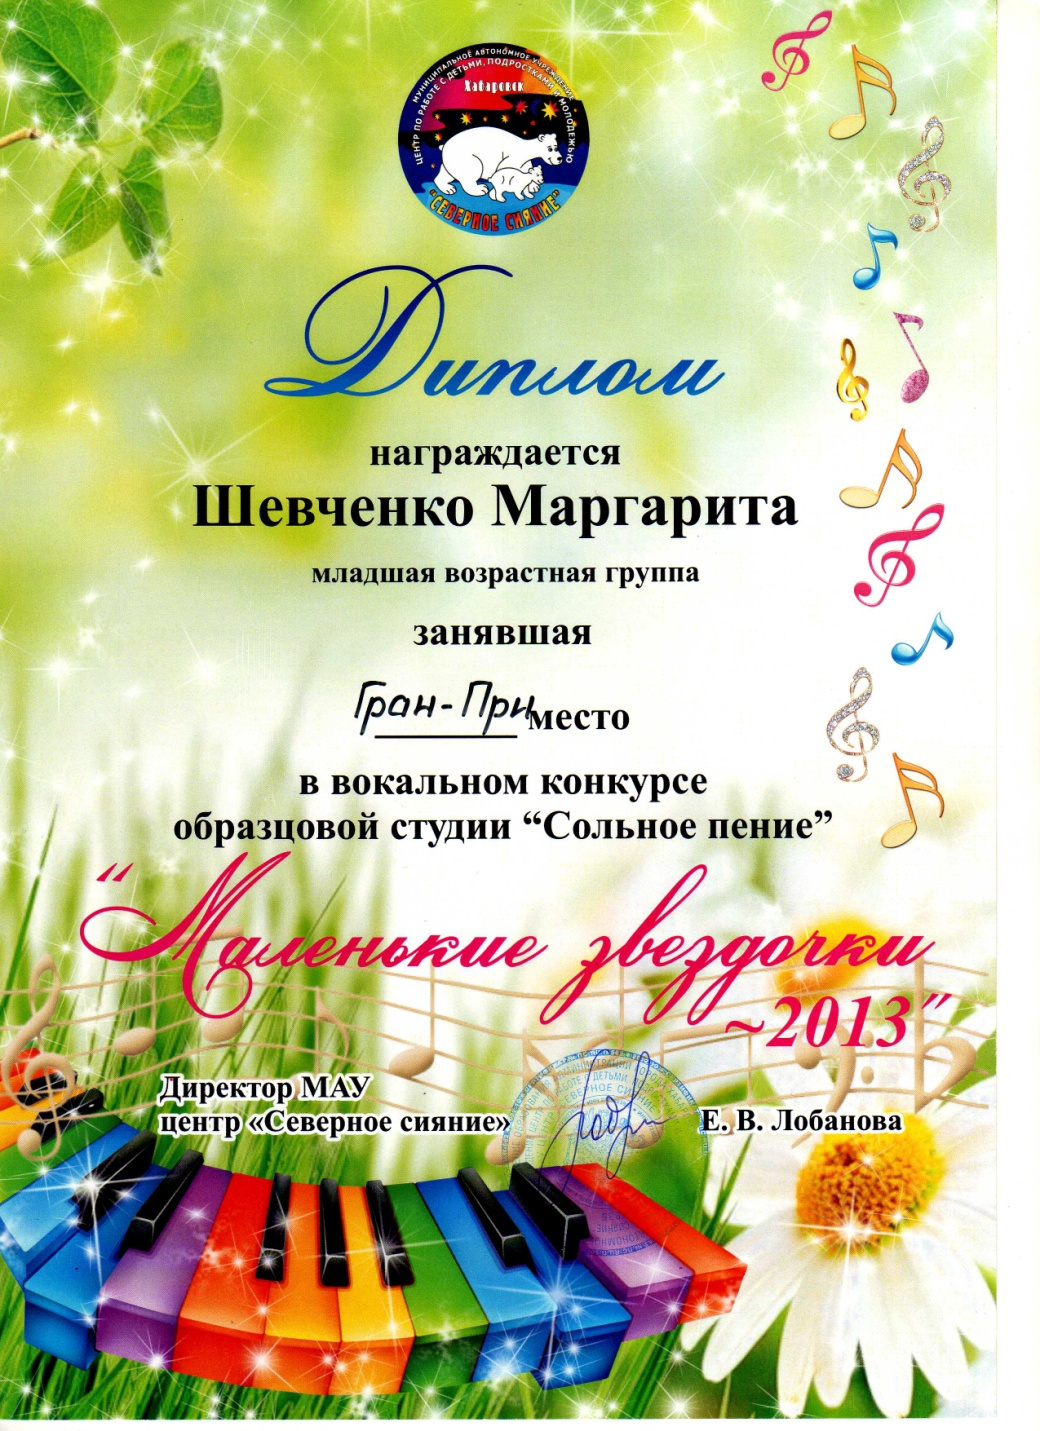 МУНИЦИПАЛЬНОЕ АВТОНОМНОЕ УЧРЕЖДЕНИЕ
ЦЕНТР ПО РАБОТЕ С ДЕТЬМИ, ПОДРОСТКАМИ И МОЛОДЕЖЬЮ
Хабаровск
"СЕВЕРНОЕ СИЯНИЕ"
Диплом
награждается
Шевченко Маргарита
младшая возрастная группа
занявшая
Гран-При место
в вокальном конкурсе
образцовой студии “Сольное пение”
“Маленькие звездочки
~2013”
Директор МАУ
центр «Северное сияние»
Е. В. Лобанова